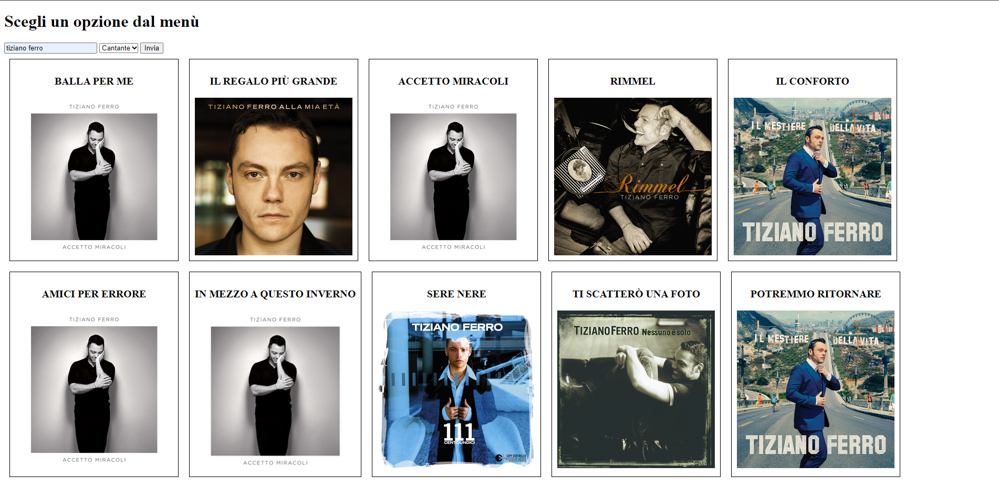 Scegli un opzione dal menù
tiziano ferro Cantante Invia
BALLA PER ME
TIZIANO FERRO
ACCETTO MIRACOLI
IL REGALO PIÙ GRANDE
TIZIANO FERRO ALLA MIA ETÀ
ACCETTO MIRACOLI
TIZIANO FERRO
ACCETTO MIRACOLI
RIMMEL
Rimmel
TIZIANO FERRO
IL CONFORTO
IL MESTIERE DELLA VITA
TIZIANO FERRO
AMICI PER ERRORE
TIZIANO FERRO
ACCETTO MIRACOLI
IN MEZZO A QUESTO INVERNO
TIZIANO FERRO
ACCETTO MIRACOLI
SERE NERE
TIZIANO FERRO
111
CENTOUNDICI
COPY CONTROLLED
TI SCATTERÒ UNA FOTO
TIZIANO FERRO Nessuno è solo
POTREMMO RITORNARE
IL MESTIERE DELLA VITA
TIZIANO FERRO